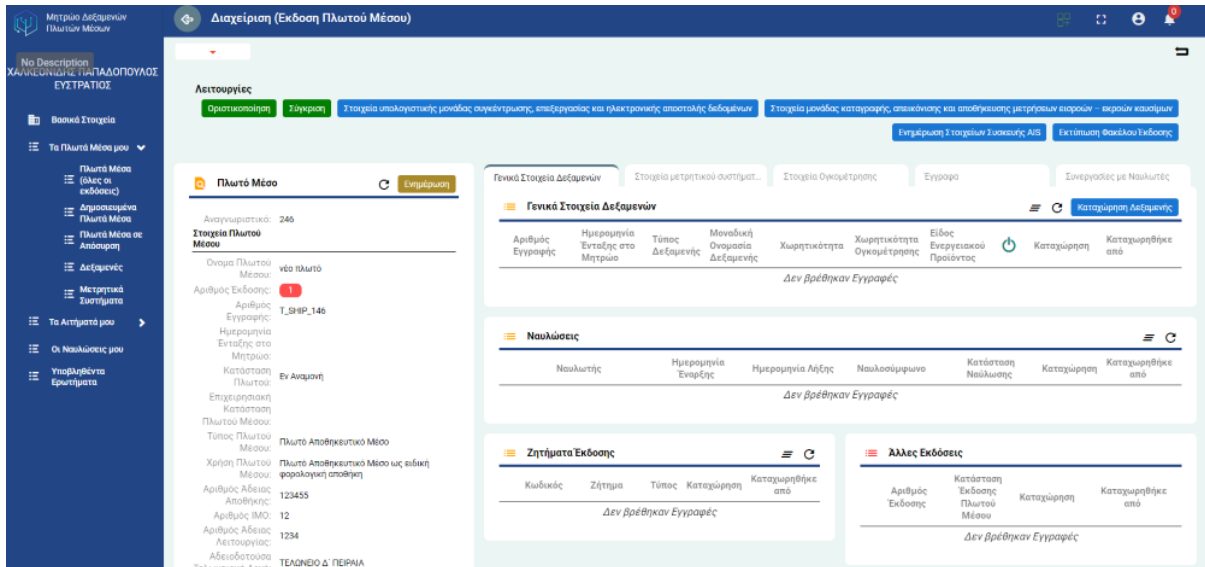 Μητρώο Δεξαμενών
Πλωτών Μέσων
Διαχείριση (Έκδοση Πλωτού Μέσου)
0
No Description
ΧΑΛΚΕΟΝΙΔΗΣ ΠΑΠΑΔΟΠΟΥΛΟΣ
ΕΥΣΤΡΑΤΙΟΣ
Βασικά Στοιχεία
Τα Πλωτά Μέσα μου
Πλωτά Μέσα
(όλες οι
εκδόσεις)
Δημοσιευμένα
Πλωτά Μέσα
Πλωτά Μέσα σε
Απόσυρση
Δεξαμενές
Μετρητικά
Συστήματα
Τα Αιτήματά μου
Οι Ναυλώσεις μου
Υποβληθέντα
Ερωτήματα
Λειτουργίες
Οριστικοποίηση
Σύγκριση
Στοιχεία υπολογιστικής μονάδας συγκέντρωσης, επεξεργασίας και ηλεκτρονικής αποστολής δεδομένων
Στοιχεία μονάδας καταγραφής, απεικόνισης και αποθήκευσης μετρήσεων εισροών – εκροών καυσίμων
Ενημέρωση Στοιχείων Συσκευής AIS
Εκτύπωση Φακέλου Έκδοσης
Πλωτό Μέσο
Ενημέρωση
Αναγνωριστικό: 246
Στοιχεία Πλωτού
Μέσου
Όνομα Πλωτού
Μέσου: νέο πλωτό
Αριθμός Έκδοσης: 1
Αριθμός
Εγγραφής: T_SHIP_146
Ημερομηνία
Ένταξης στο
Μητρώο:
Κατάσταση
Πλωτού: Εν Αναμονή
Επιχειρησιακή
Κατάσταση
Πλωτού Μέσου:
Τύπος Πλωτού
Μέσου: Πλωτό Αποθηκευτικό Μέσο
Χρήση Πλωτού
Μέσου: Πλωτό Αποθηκευτικό Μέσο ως ειδική
φορολογική αποθήκη
Αριθμός Άδειας
Αποθήκης: 123455
Αριθμός ΙΜΟ: 12
Αριθμός Άδειας
Λειτουργίας: 1234
Αδειοδοτούσα
ΤΕΛΩΝΕΙΟ Δ΄ ΠΕΙΡΑΙΑ
Γενικά Στοιχεία Δεξαμενών
Στοιχεία μετρητικού συστήματ...
Στοιχεία Ογκομέτρησης
Έγγραφα
Συνεργασίες με Ναυλωτές
Γενικά Στοιχεία Δεξαμενών
Καταχώρηση Δεξαμενής
Αριθμός
Εγγραφής
Ημερομηνία
Ένταξης στο
Μητρώο
Τύπος
Δεξαμενής
Μοναδική
Ονομασία
Δεξαμενής
Χωρητικότητα
Χωρητικότητα
Ογκομέτρησης
Είδος
Ενεργειακού
Προϊόντος
Καταχώρηση
Καταχωρηθήκε
από
Δεν βρέθηκαν Εγγραφές
Ναυλώσεις
Ναυλωτής
Ημερομηνία
Έναρξης
Ημερομηνία Λήξης
Ναυλοσύμφωνο
Κατάσταση
Ναύλωσης
Καταχώρηση
Καταχωρηθήκε
από
Δεν βρέθηκαν Εγγραφές
Ζητήματα Έκδοσης
Κωδικός
Ζήτημα
Τύπος
Καταχώρηση
Καταχωρηθήκε
από
Δεν βρέθηκαν Εγγραφές
Άλλες Εκδόσεις
Αριθμός
Έκδοσης
Κατάσταση
Έκδοσης
Πλωτού
Μέσου
Καταχώρηση
Καταχωρηθήκε
από
Δεν βρέθηκαν Εγγραφές